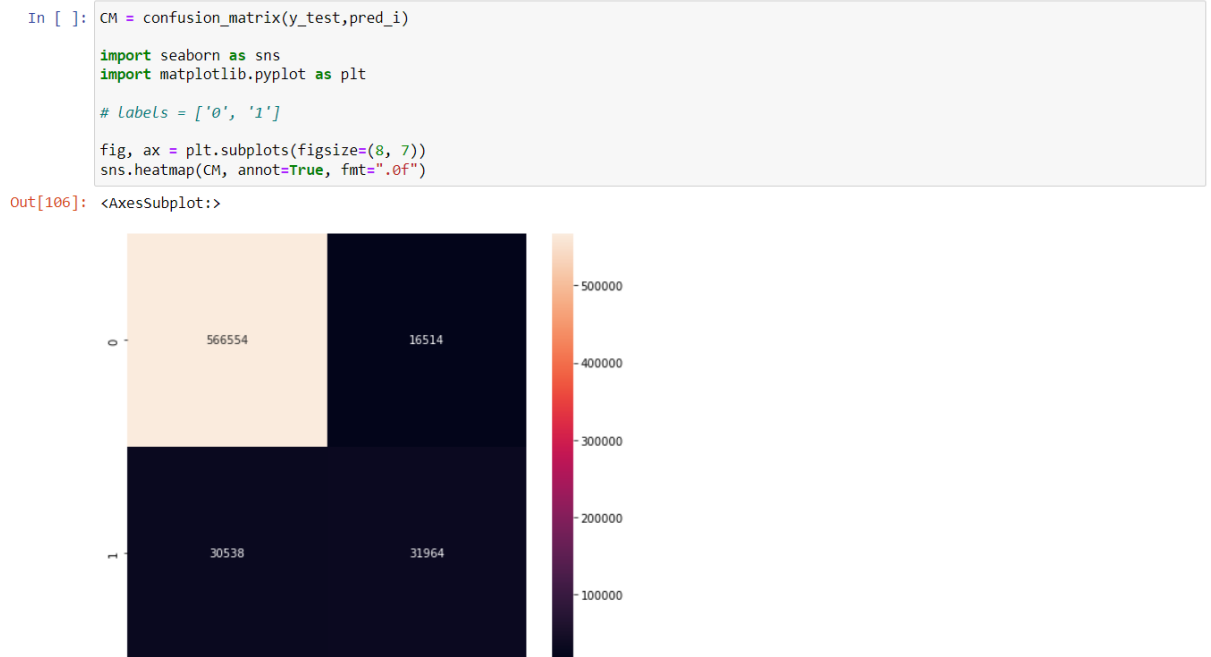 In [ ]: CM = confusion_matrix(y_test,pred_i)
import seaborn as sns
import matplotlib.pyplot as plt
# labels = ['0', '1']
fig, ax = plt.subplots(figsize=(8, 7))
sns.heatmap(CM, annot=True, fmt=".0f")
Out[106]: <AxesSubplot:>
500000
0 566554 16514
400000
300000
200000
1 30538 31964
100000